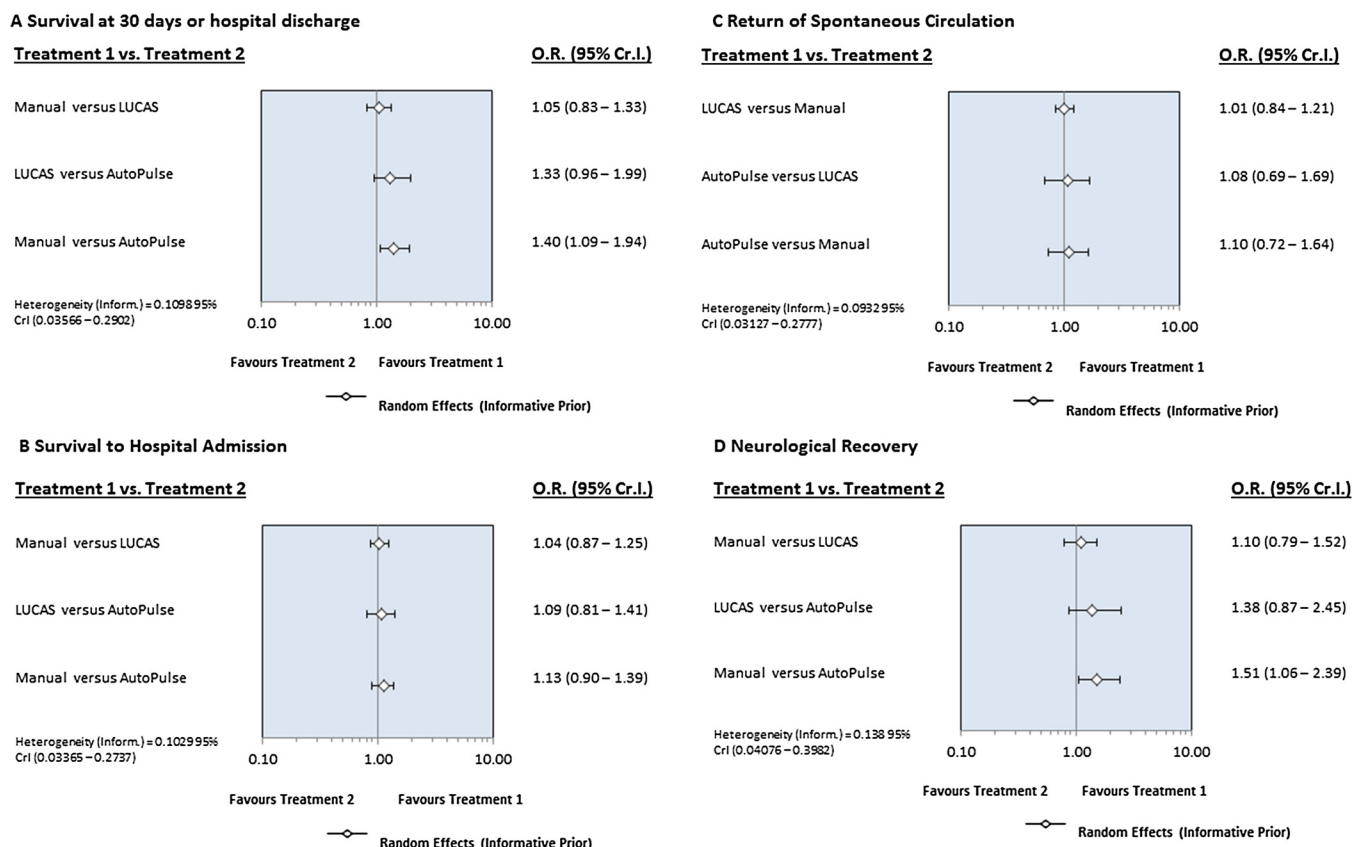 A Survival at 30 days or hospital discharge
Treatment 1 vs. Treatment 2 O.R. (95% Cr.I.)
Manual versus LUCAS 1.05 (0.83 – 1.33)
LUCAS versus AutoPulse 1.33 (0.96 – 1.99)
Manual versus AutoPulse 1.40 (1.09 – 1.94)
Heterogeneity (Inform.) = 0.1098 95%
CrI (0.03566 – 0.2902)
0.10 1.00 10.00
Favours Treatment 2 Favours Treatment 1
Random Effects (Informative Prior)
B Survival to Hospital Admission
Treatment 1 vs. Treatment 2 O.R. (95% Cr.I.)
Manual versus LUCAS 1.04 (0.87 – 1.25)
LUCAS versus AutoPulse 1.09 (0.81 – 1.41)
Manual versus AutoPulse 1.13 (0.90 – 1.39)
Heterogeneity (Inform.) = 0.1029 95%
CrI (0.03365 – 0.2737)
0.10 1.00 10.00
Favours Treatment 2 Favours Treatment 1
Random Effects (Informative Prior)
C Return of Spontaneous Circulation
Treatment 1 vs. Treatment 2 O.R. (95% Cr.I.)
LUCAS versus Manual 1.01 (0.84 – 1.21)
AutoPulse versus LUCAS 1.08 (0.69 – 1.69)
AutoPulse versus Manual 1.10 (0.72 – 1.64)
Heterogeneity (Inform.) = 0.0932 95%
CrI (0.03127 – 0.2777)
0.10 1.00 10.00
Favours Treatment 2 Favours Treatment 1
Random Effects (Informative Prior)
D Neurological Recovery
Treatment 1 vs. Treatment 2 O.R. (95% Cr.I.)
Manual versus LUCAS 1.10 (0.79 – 1.52)
LUCAS versus AutoPulse 1.38 (0.87 – 2.45)
Manual versus AutoPulse 1.51 (1.06 – 2.39)
Heterogeneity (Inform.) = 0.138 95%
CrI (0.04076 – 0.3982)
0.10 1.00 10.00
Favours Treatment 2 Favours Treatment 1
Random Effects (Informative Prior)